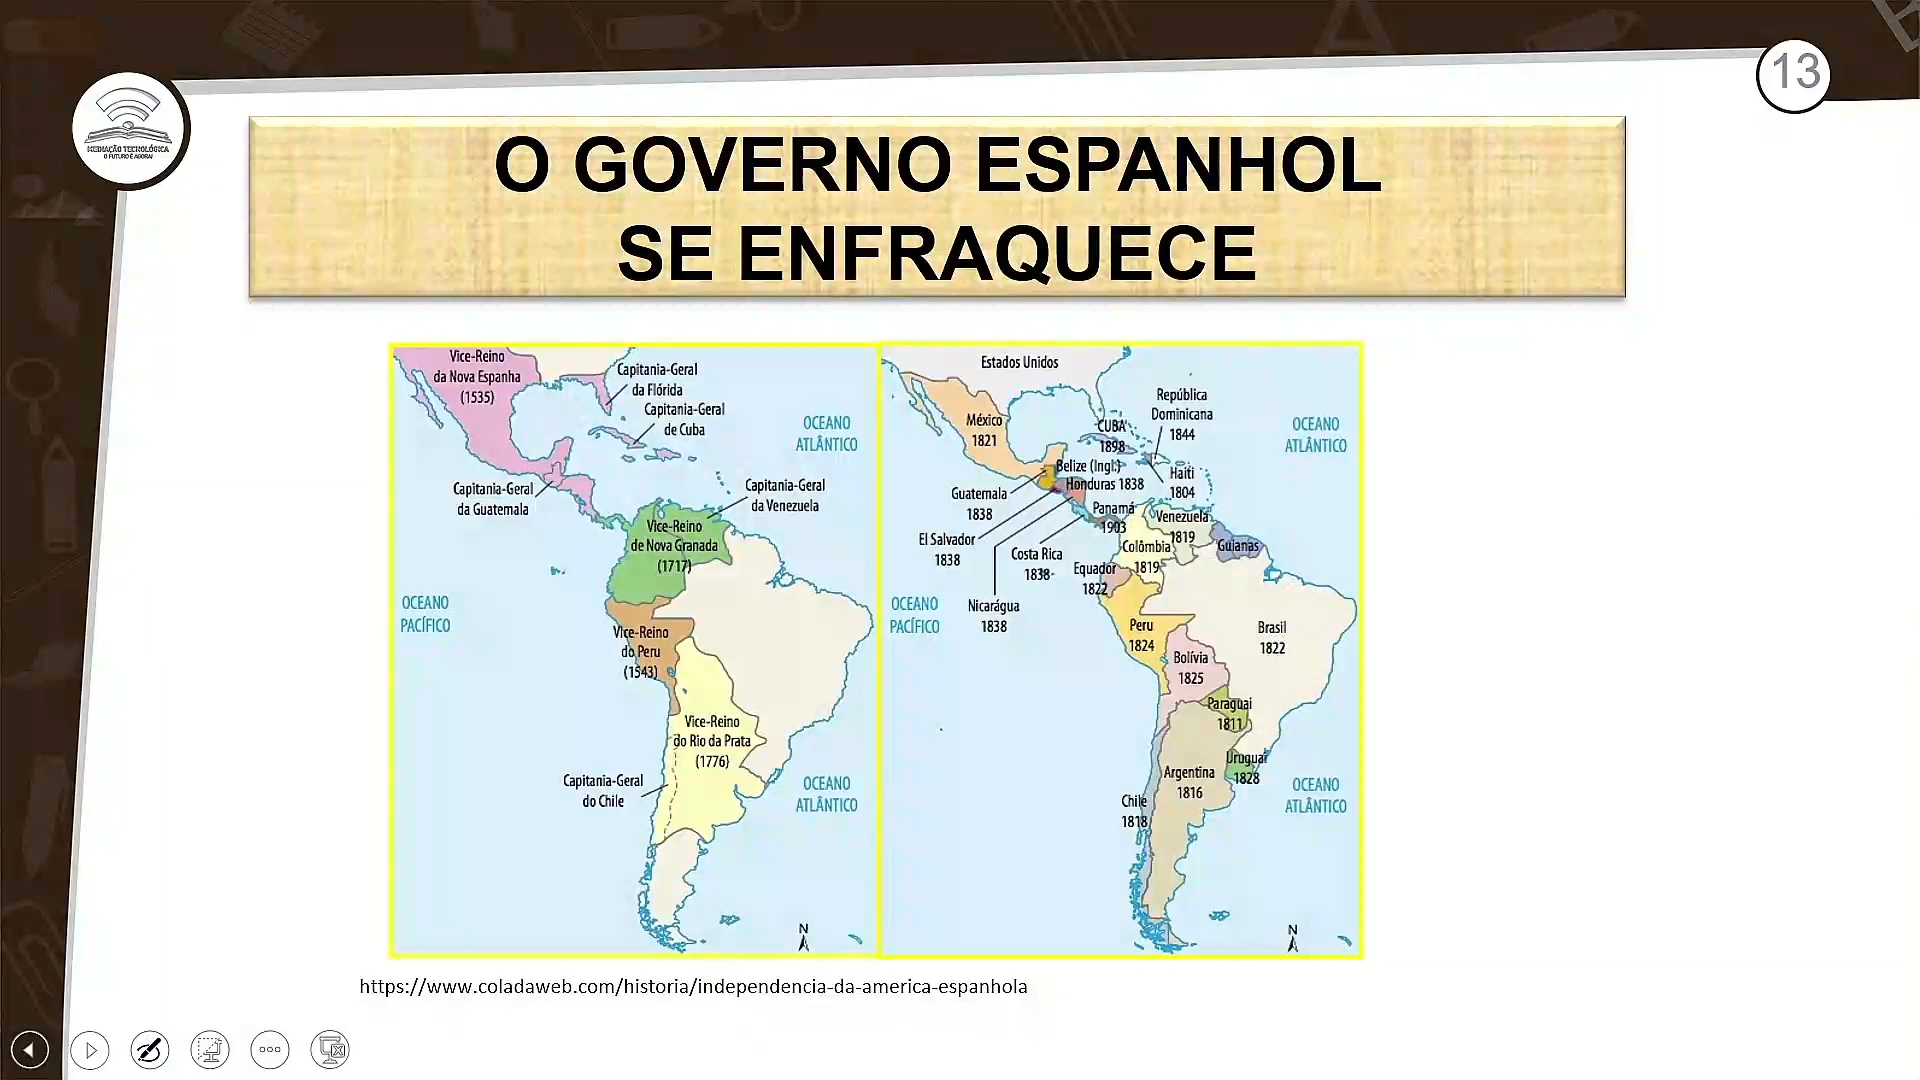 13
MEDIAÇÃO TECNOLÓGICA
O FUTURO É AGORA!
O GOVERNO ESPANHOL
SE ENFRAQUECE
Vice-Reino
da Nova Espanha
(1535)
Capitania-Geral
da Flórida
Capitania-Geral
de Cuba
OCEANO
ATLÂNTICO
Capitania-Geral
da Guatemala
Capitania-Geral
da Venezuela
Vice-Reino
de Nova Granada
(1717)
OCEANO
PACÍFICO
Vice-Reino
do Peru
(1543)
Vice-Reino
do Rio da Prata
(1776)
Capitania-Geral
do Chile
OCEANO
ATLÂNTICO
N
Estados Unidos
México
1821
República
Dominicana
1844
CUBA
1898
OCEANO
ATLÂNTICO
Belize (Ingl.)
Honduras 1838
Haiti
1804
Guatemala
1838
Panamá
1903
Venezuela
1819
El Salvador
1838
Costa Rica
1838
Colômbia
1819
Guianas
Equador
1822
Nicarágua
1838
OCEANO
PACÍFICO
Peru
1824
Brasil
1822
Bolívia
1825
Paraguai
1811
Uruguai
1828
Argentina
1816
Chile
1818
OCEANO
ATLÂNTICO
N
https://www.coladaweb.com/historia/independencia-da-america-espanhola